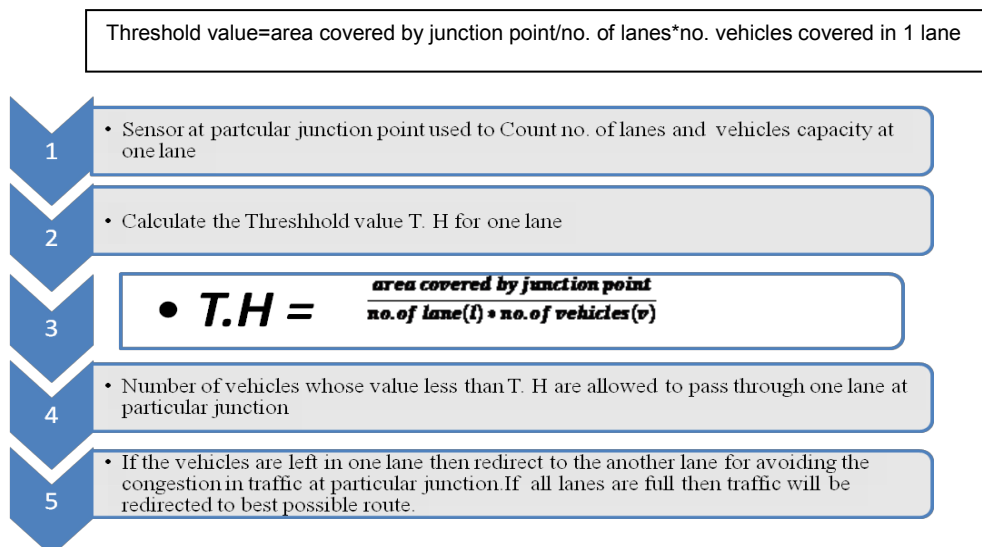 Threshold value=area covered by junction point/no. of lanes*no. vehicles covered in 1 lane
1
• Sensor at partcular junction point used to Count no. of lanes and vehicles capacity at
one lane
2
• Calculate the Threshhold value T. H for one lane
3
• T.H = area covered by junction point
no.of lane(l) * no.of vehicles(v)
4
• Number of vehicles whose value less than T. H are allowed to pass through one lane at
particular junction
5
• If the vehicles are left in one lane then redirect to the another lane for avoiding the
congestion in traffic at particular junction.If all lanes are full then traffic will be
redirected to best possible route.